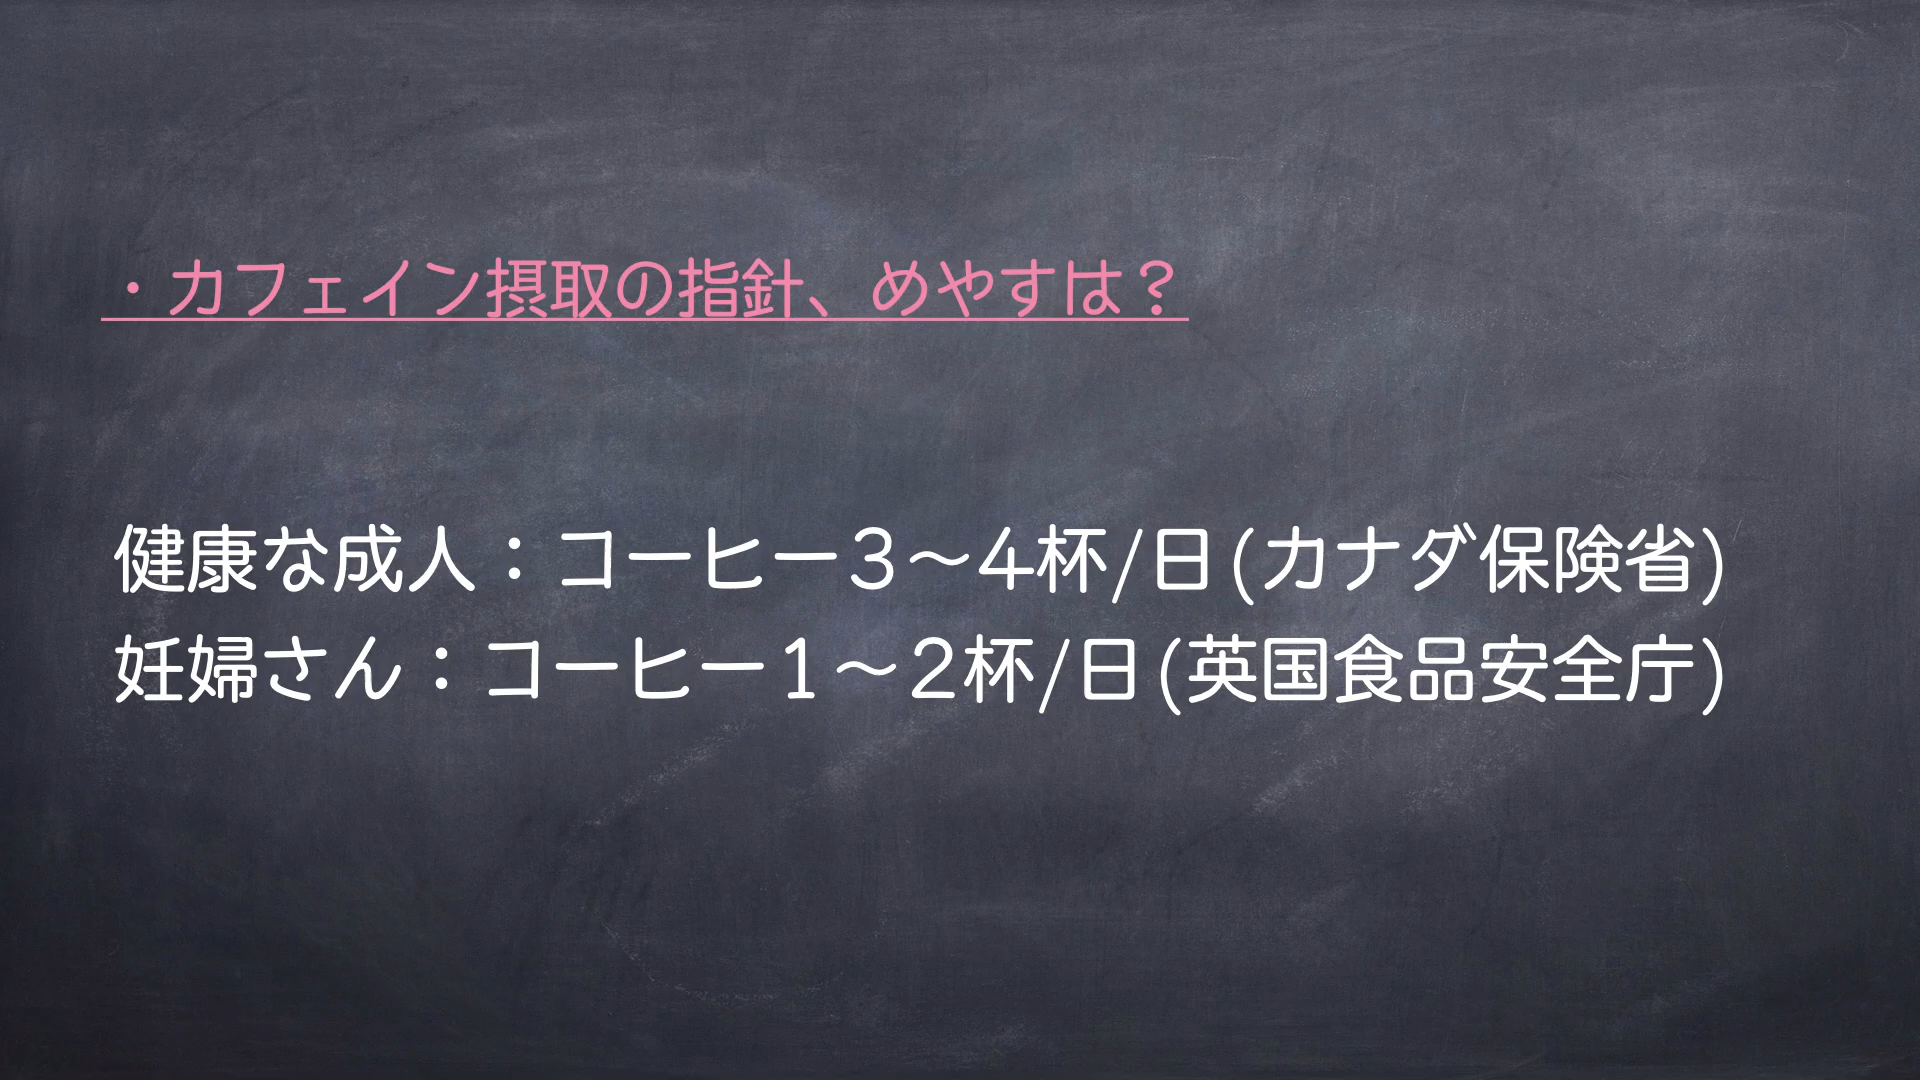 ・カフェイン摂取の指針、めやすは？
健康な成人：コーヒー３〜４杯/日(カナダ保険省)
妊婦さん：コーヒー１〜２杯/日(英国食品安全庁)